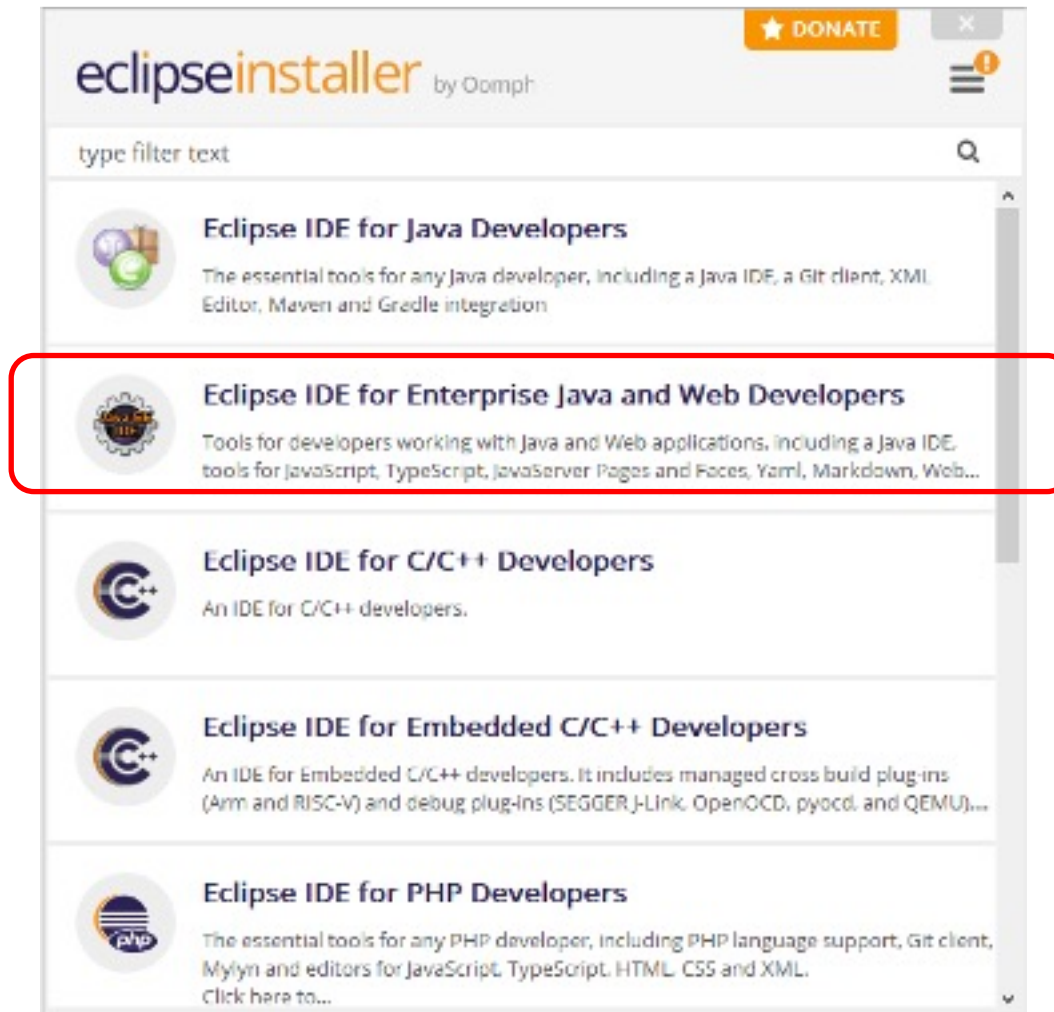 DONATE
eclipseinstaller by Oomph
type filter text
Eclipse IDE for Java Developers
The essential tools for any Java developer, including a Java IDE, a Git client, XML
Editor, Maven and Gradle integration
Eclipse IDE for Enterprise Java and Web Developers
Tools for developers working with Java and Web applications, including a Java IDE,
tools for JavaScript, TypeScript, JavaServer Pages and Faces, Yaml, Markdown, Web...
Eclipse IDE for C/C++ Developers
C++
An IDE for C/C++ developers.
Eclipse IDE for Embedded C/C++ Developers
C++
An IDE for Embedded C/C++ developers. It includes managed cross build plug-ins
(Arm and RISC-V) and debug plug-ins (SEGGER J-Link, OpenOCD, pyocd, and QEMU)....
Eclipse IDE for PHP Developers
php
The essential tools for any PHP developer, including PHP language support, Git client,
Mylyn and editors for JavaScript, TypeScript, HTML, CSS and XML.
Click here to...